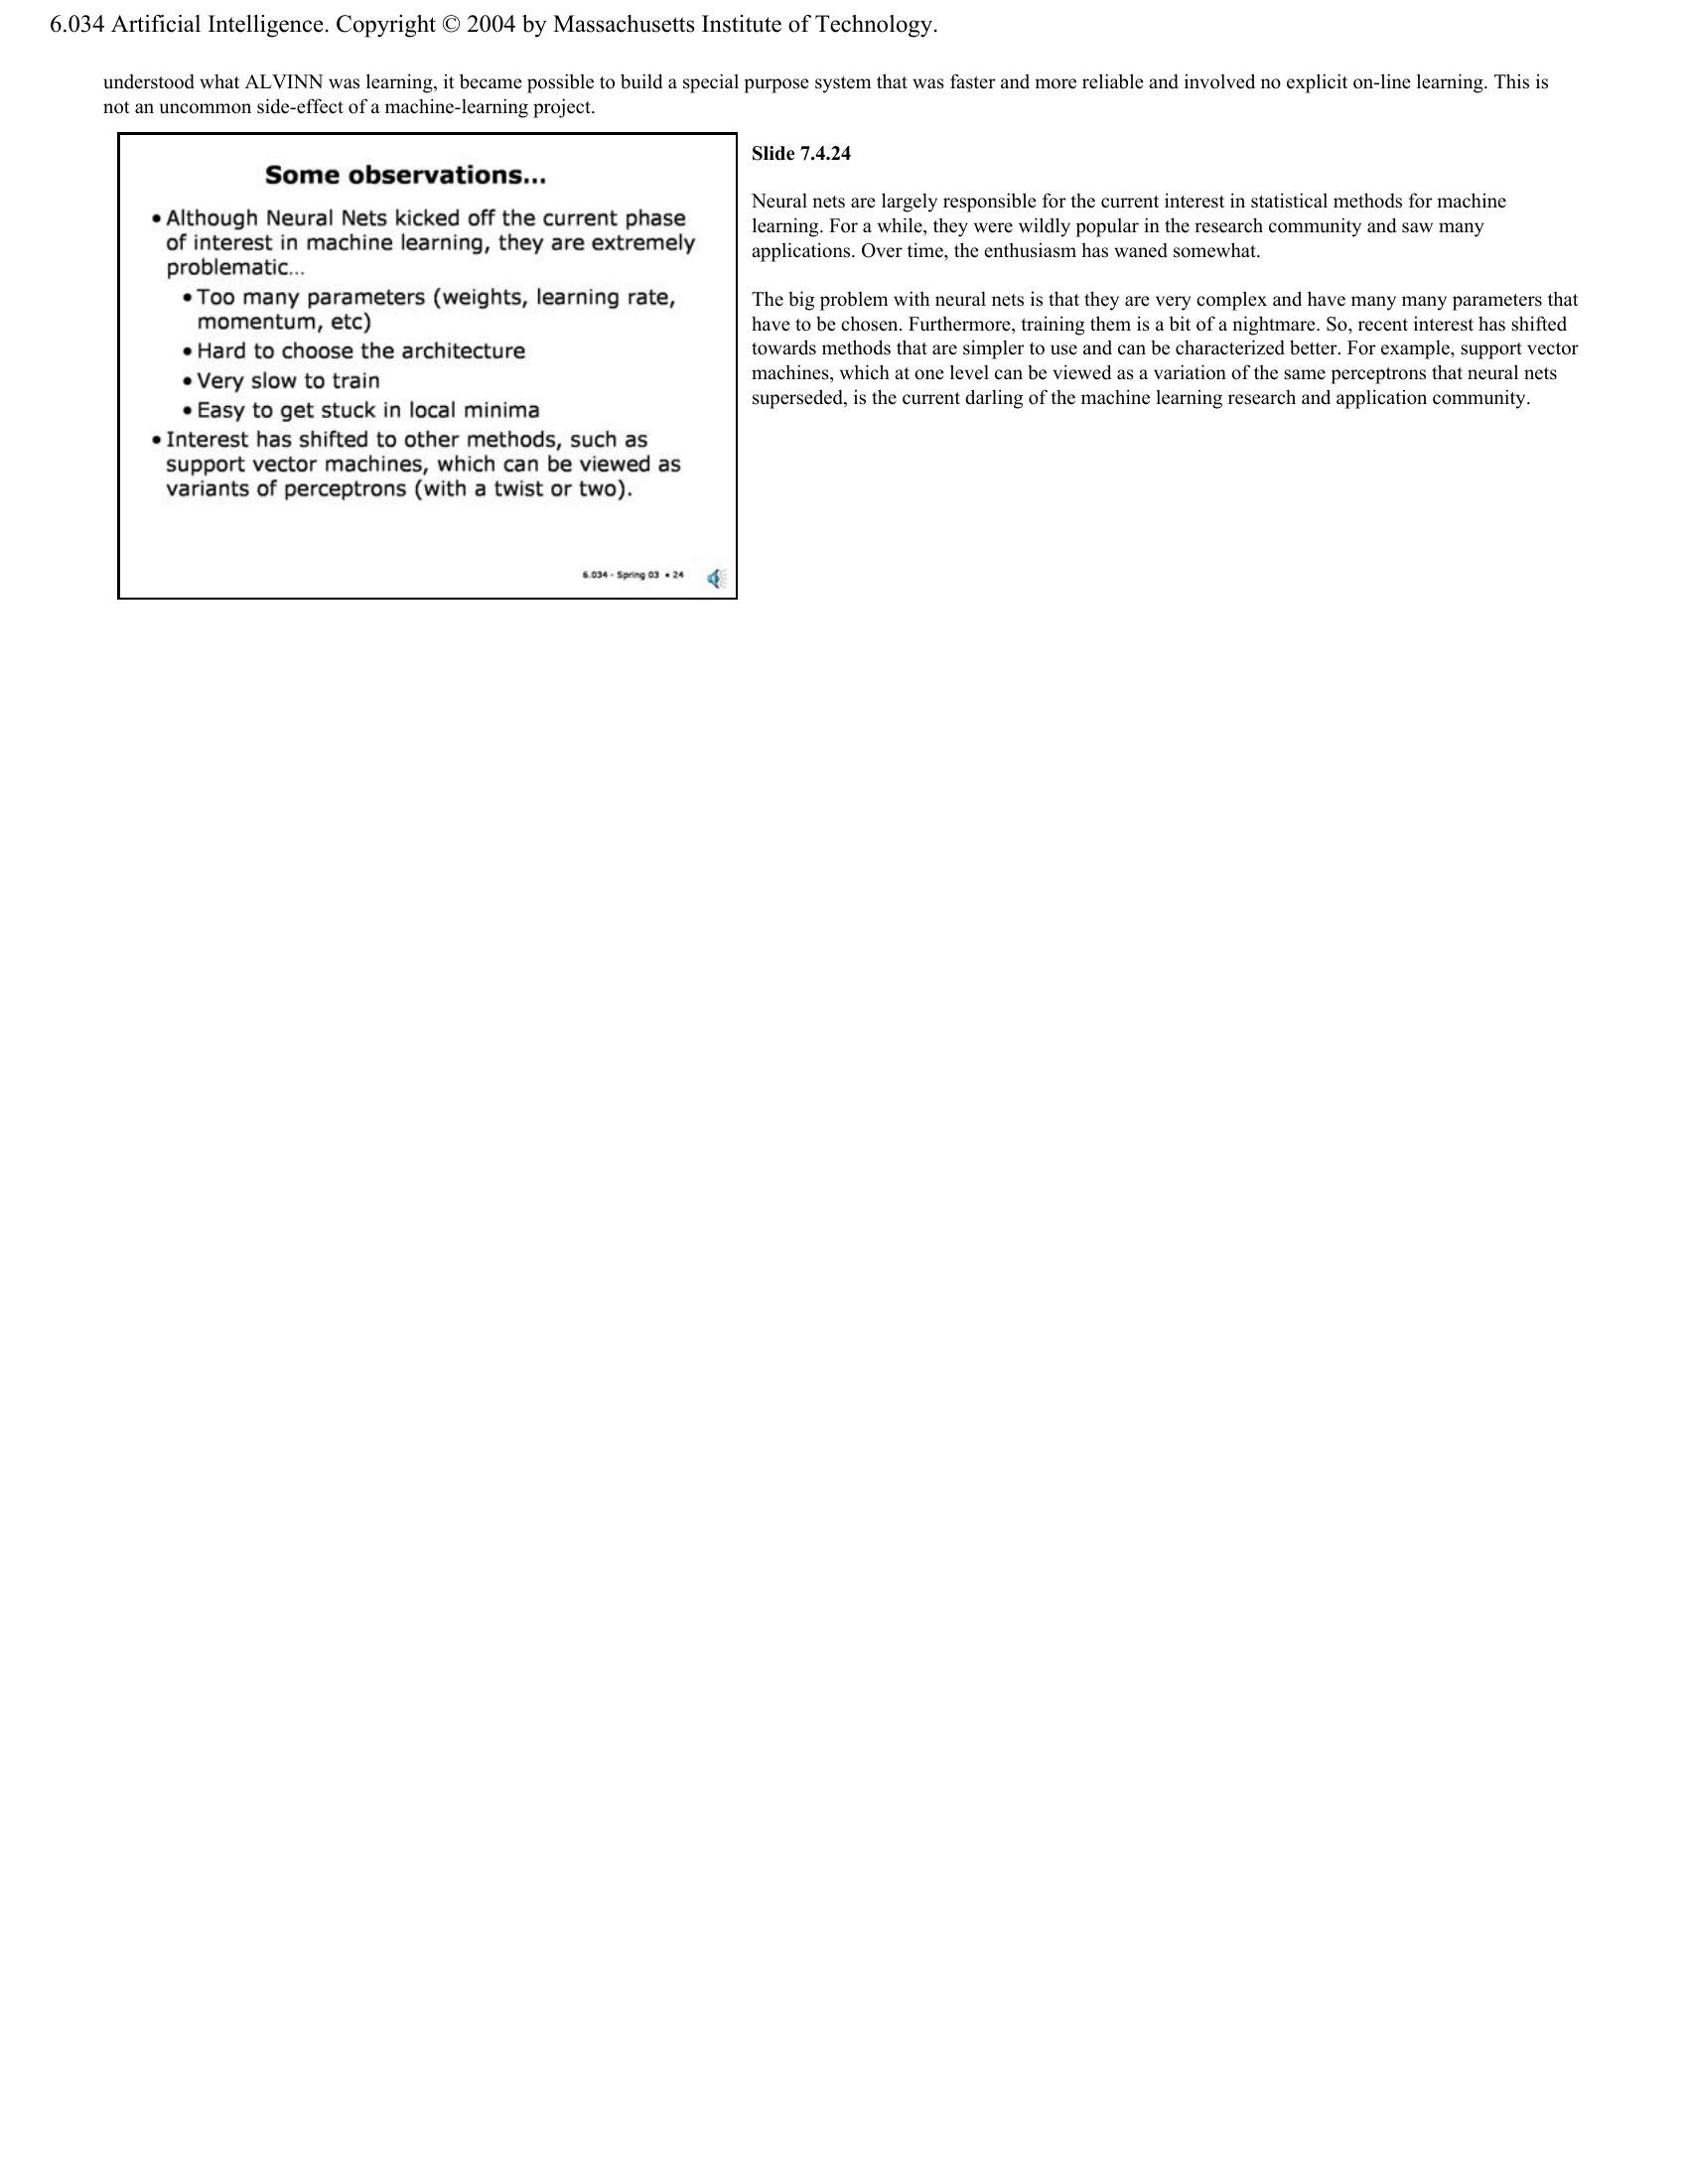 6.034 Artificial Intelligence. Copyright © 2004 by Massachusetts Institute of Technology.
understood what ALVINN was learning, it became possible to build a special purpose system that was faster and more reliable and involved no explicit on-line learning. This is
not an uncommon side-effect of a machine-learning project.
Some observations...
• Although Neural Nets kicked off the current phase
of interest in machine learning, they are extremely
problematic...
• Too many parameters (weights, learning rate,
momentum, etc)
• Hard to choose the architecture
• Very slow to train
• Easy to get stuck in local minima
• Interest has shifted to other methods, such as
support vector machines, which can be viewed as
variants of perceptrons (with a twist or two).
6.034 - Spring 03 • 24
Slide 7.4.24
Neural nets are largely responsible for the current interest in statistical methods for machine
learning. For a while, they were wildly popular in the research community and saw many
applications. Over time, the enthusiasm has waned somewhat.
The big problem with neural nets is that they are very complex and have many many parameters that
have to be chosen. Furthermore, training them is a bit of a nightmare. So, recent interest has shifted
towards methods that are simpler to use and can be characterized better. For example, support vector
machines, which at one level can be viewed as a variation of the same perceptrons that neural nets
superseded, is the current darling of the machine learning research and application community.